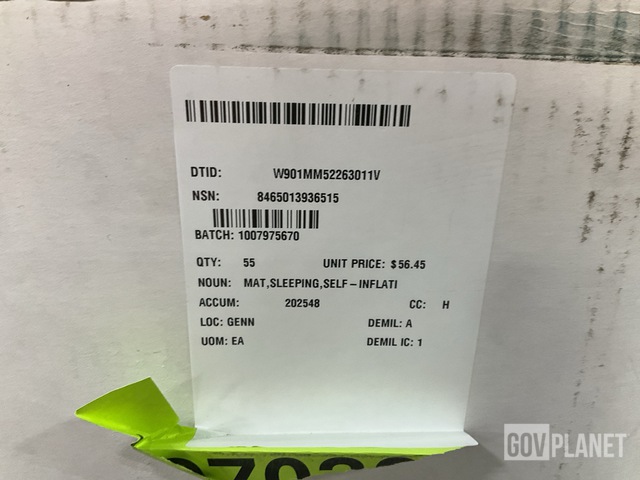 DTID: W901MM52263011V
NSN: 8465013936515
BATCH: 1007975670
QTY: 55 UNIT PRICE: $56.45
NOUN: MAT,SLEEPING,SELF-INFLATI
ACCUM: 202548 CC: H
LOC: GENN DEMIL: A
UOM: EA DEMIL IC: 1
GOVPLANET